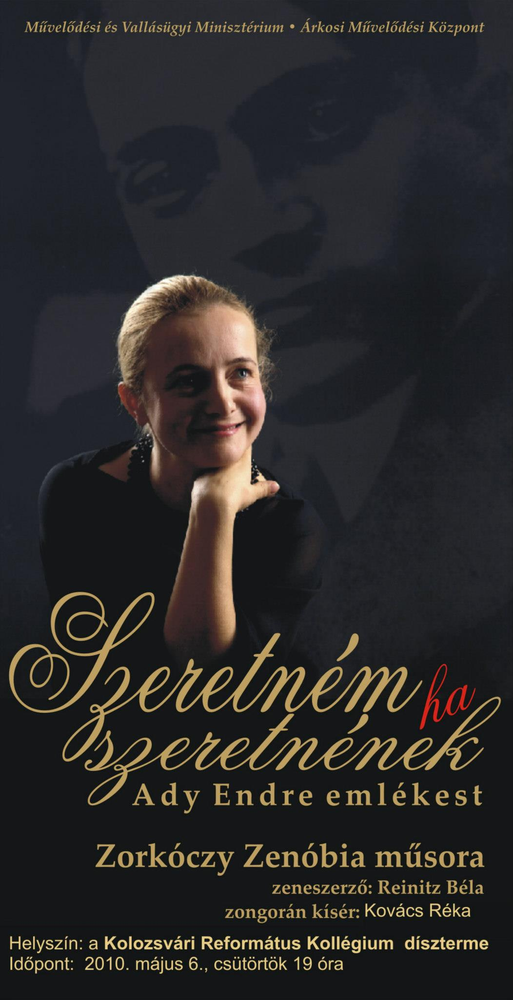 Művelődési és Vallásügyi Minisztérium • Árkosi Művelődési Központ
Szeretném ha
szeretnének
Ady Endre emlékest
Zorkóczy Zenóbia műsora
zeneszerző: Reinitz Béla
zongorán kísér: Kovács Réka
Helyszín: a Kolozsvári Református Kollégium díszterme
Időpont: 2010. május 6., csütörtök 19 óra